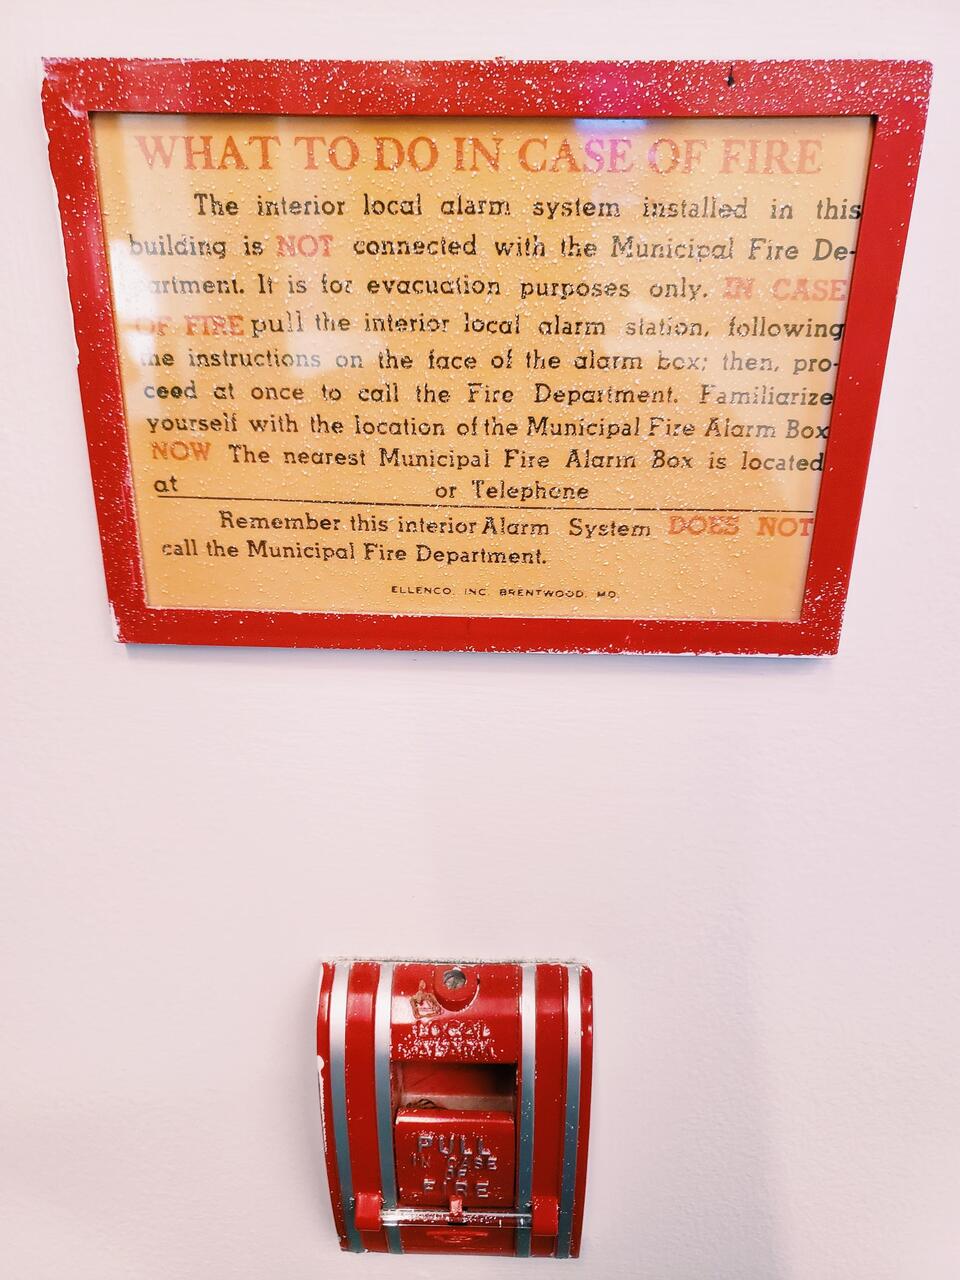 WHAT TO DO IN CASE OF FIRE
The interior local alarm system installed in this
building is NOT connected with the Municipal Fire De-
partment. It is for evacuation purposes only. IN CASE
OF FIRE pull the interior local alarm station, following
the instructions on the face of the alarm box; then, pro-
ceed at once to call the Fire Department. Familiarize
yourself with the location of the Municipal Fire Alarm Box
NOW The nearest Municipal Fire Alarm Box is located
at or Telephone
Remember this interior Alarm System DOES NOT
call the Municipal Fire Department.
ELLENCO, INC. BRENTWOOD, MD.
LOCAL
ALARM
PULL
IN CASE
OF
FIRE